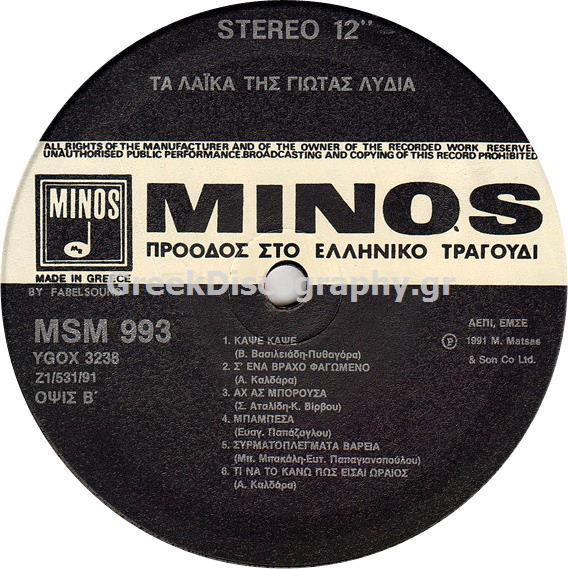 STEREO 12"
ΤΑ ΛΑΪΚΑ ΤΗΣ ΓΙΩΤΑΣ ΛΥΔΙΑ
ALL RIGHTS OF THE MANUFACTURER AND OF THE OWNER OF THE RECORDED WORK RESERVED
UNAUTHORISED PUBLIC PERFORMANCE.BROADCASTING AND COPYING OF THIS RECORD PROHIBITED
MINOS
MINOS
ΠΡΟΟΔΟΣ ΣΤΟ ΕΛΛΗΝΙΚΟ ΤΡΑΓΟΥΔΙ
MADE IN GREECE
GreekDiscography.gr
BY FABELSOUND
MSM 993
YGOX 3238
Z1/531/91
ΟΨΙΣ Β΄
1. ΚΑΨΕ ΚΑΨΕ
(Β. Βασιλειάδη-Πυθαγόρα)
2. Σ' ΕΝΑ ΒΡΑΧΟ ΦΑΓΩΜΕΝΟ
(Α. Καλδάρα)
3. ΑΧ ΑΣ ΜΠΟΡΟΥΣΑ
(Σ. Αταλίδη-Κ. Βίρβου)
4. ΜΠΑΜΠΕΣΑ
(Ευαγ. Παπάζογλου)
5. ΣΥΡΜΑΤΟΠΛΕΓΜΑΤΑ ΒΑΡΕΙΑ
(Μπ. Μπακάλη-Ευτ. Παπαγιανοπούλου)
6. ΤΙ ΝΑ ΤΟ ΚΑΝΩ ΠΩΣ ΕΙΣΑΙ ΩΡΑΙΟΣ
(Α. Καλδάρα)
ΑΕΠΙ, ΕΜΣΕ
℗ 1991 M. Matsas
& Son Co Ltd.